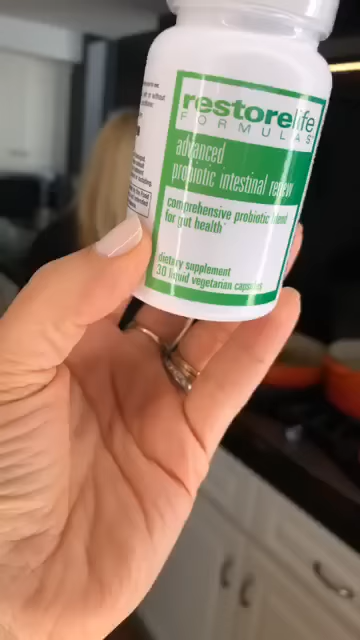 restorelife
FORMULAS
advanced
probiotic intestinal renew
comprehensive probiotic blend
for gut health*
dietary supplement
30 liquid vegetarian capsules